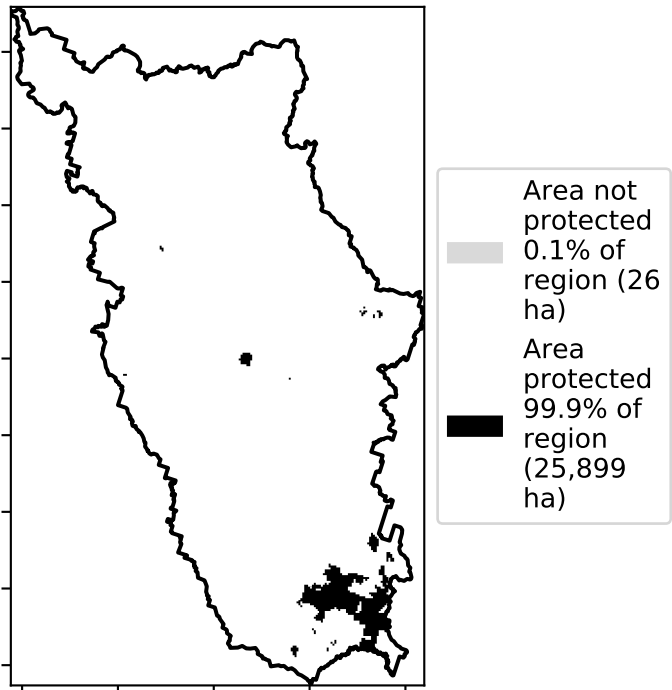 Area not
protected
0.1% of
region (26
ha)
Area
protected
99.9% of
region
(25,899
ha)